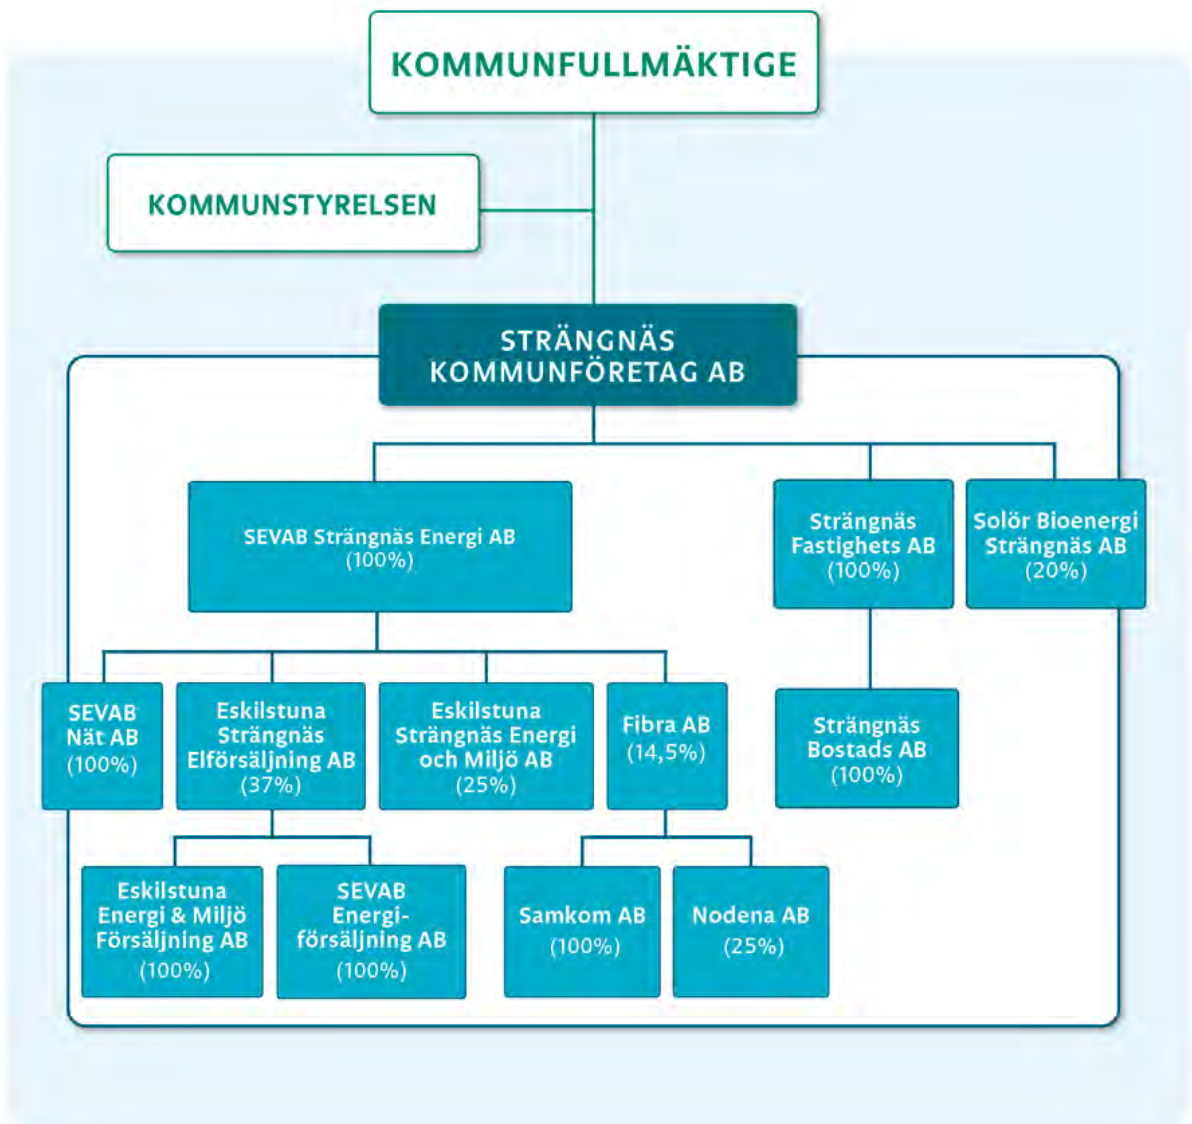 KOMMUNFULLMÄKTIGE
KOMMUNSTYRELSEN
STRÄNGNÄS
KOMMUNFÖRETAG AB
SEVAB Strängnäs Energi AB
(100%)
Strängnäs
Fastighets AB
(100%)
Solör Bioenergi
Strängnäs AB
(20%)
SEVAB
Nät AB
(100%)
Eskilstuna
Strängnäs
Elförsäljning AB
(37%)
Eskilstuna
Strängnäs Energi
och Miljö AB
(25%)
Fibra AB
(14,5%)
Strängnäs
Bostads AB
(100%)
Eskilstuna
Energi & Miljö
Försäljning AB
(100%)
SEVAB
Energi-
försäljning AB
(100%)
Samkom AB
(100%)
Nodena AB
(25%)